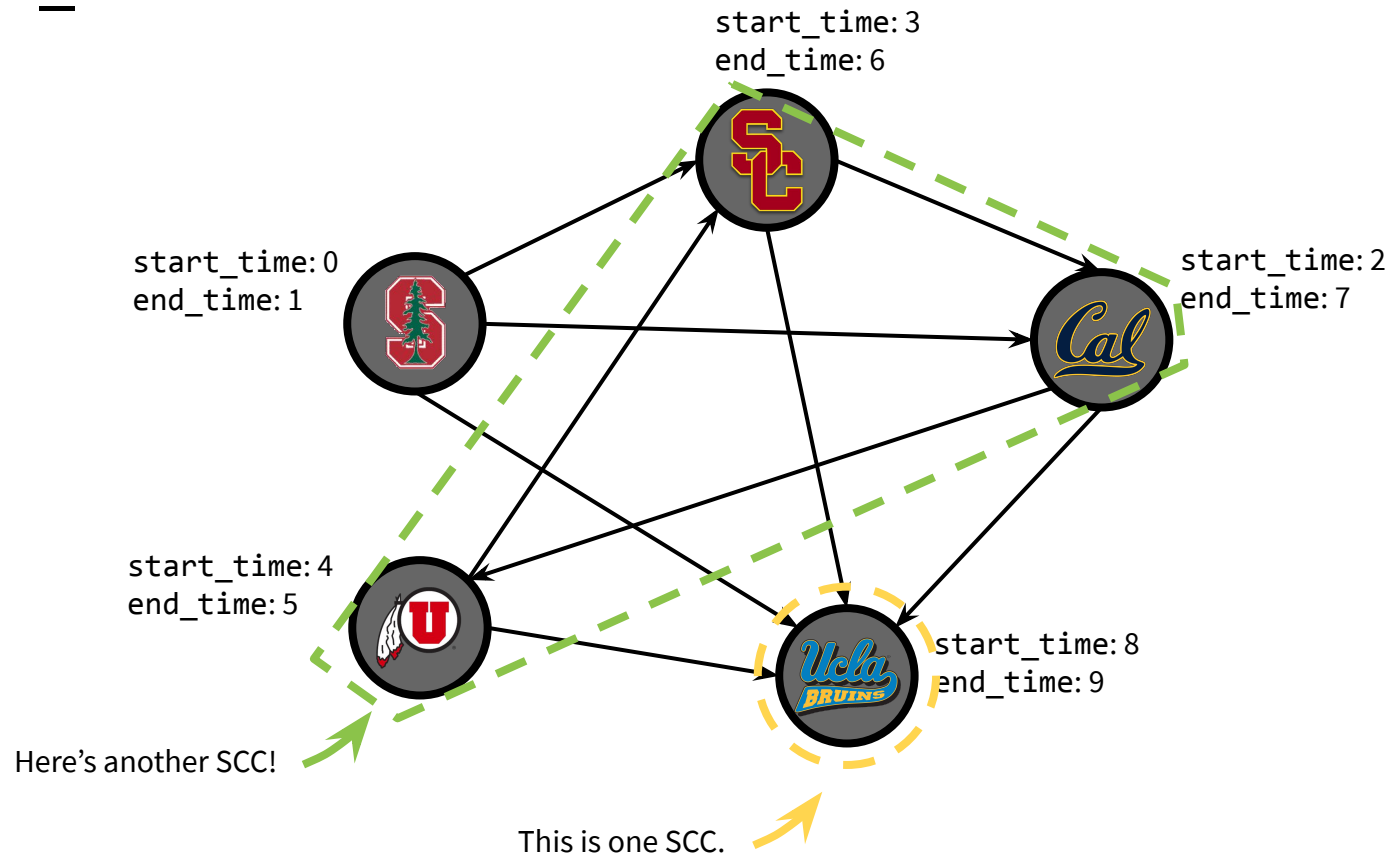 start_time: 3
end_time: 6
SC
start_time: 0
end_time: 1
S
start_time: 2
end_time: 7
Cal
start_time: 4
end_time: 5
U
Ucla
BRUINS
start_time: 8
end_time: 9
Here's another SCC!
This is one SCC.